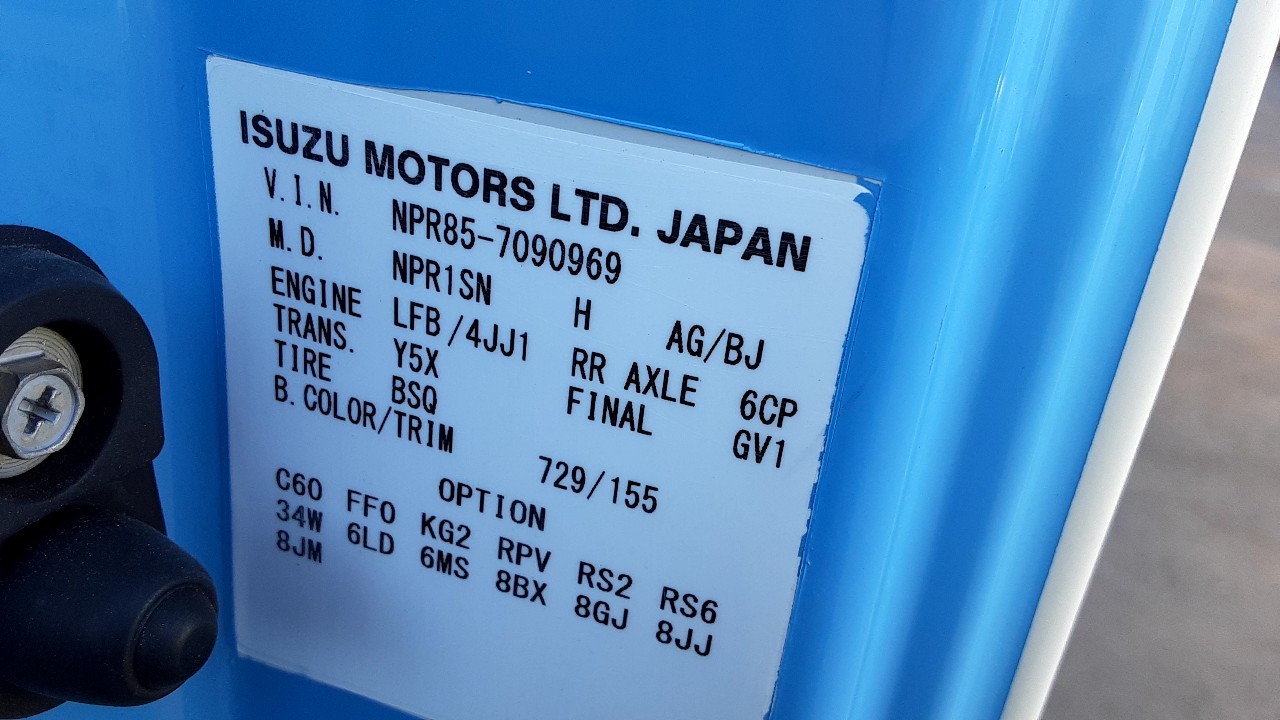 ISUZU MOTORS LTD. JAPAN
V.I.N. NPR85-7090969
M.D. NPR1SN H AG/BJ
ENGINE LFB/4JJ1 RR AXLE 6CP
TRANS. Y5X FINAL GV1
TIRE BSQ
B.COLOR/TRIM 729/155
OPTION
C60 FF0 KG2 RPV RS2 RS6
34W 6LD 6MS 8BX 8GJ 8JJ
8JM